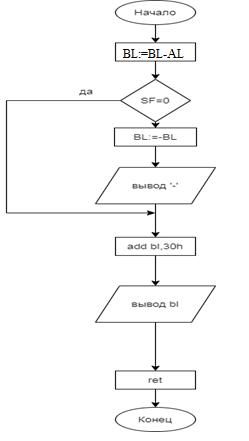 Начало
BL:=BL-AL
да
SF=0
BL:=-BL
вывод '-'
add bl,30h
вывод bl
ret
Конец